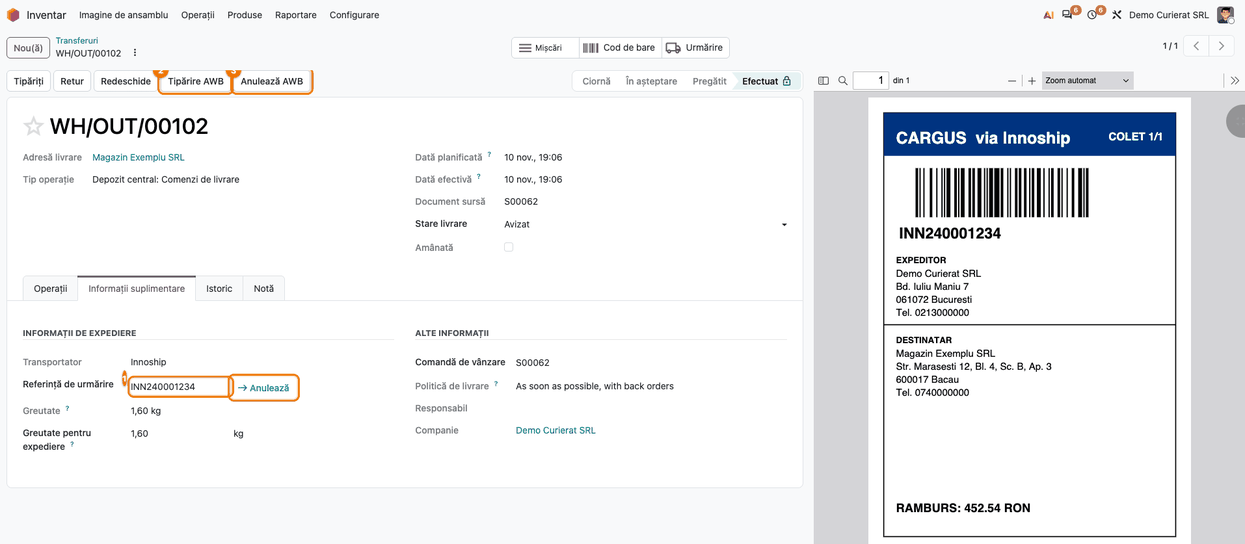 Inventar Imagine de ansamblu Operații Produse Raportare Configurare
AI 6 6 Demo Curierat SRL
Nou(ă) Transferuri
WH/OUT/00102
Mișcări Cod de bare Urmărire
1 / 1
Tipăriți Retur Redeschide Tipărire AWB Anulează AWB
2 3
Ciornă În așteptare Pregătit Efectuat
1 din 1 Zoom automat
WH/OUT/00102
Adresă livrare Magazin Exemplu SRL
Tip operație Depozit central: Comenzi de livrare
Dată planificată ? 10 nov., 19:06
Dată efectivă ? 10 nov., 19:06
Document sursă S00062
Stare livrare Avizat
Amânată
Operații Informații suplimentare Istoric Notă
INFORMAȚII DE EXPEDIERE
Transportator Innoship
1
Referință de urmărire INN240001234 Anulează
Greutate ? 1,60 kg
Greutate pentru expediere ? 1,60 kg
ALTE INFORMAȚII
Comandă de vânzare S00062
Politică de livrare ? As soon as possible, with back orders
Responsabil
Companie Demo Curierat SRL
CARGUS via Innoship COLET 1/1
INN240001234
EXPEDITOR
Demo Curierat SRL
Bd. Iuliu Maniu 7
061072 Bucuresti
Tel. 0213000000
DESTINATAR
Magazin Exemplu SRL
Str. Marasesti 12, Bl. 4, Sc. B, Ap. 3
600017 Bacau
Tel. 0740000000
RAMBURS: 452.54 RON